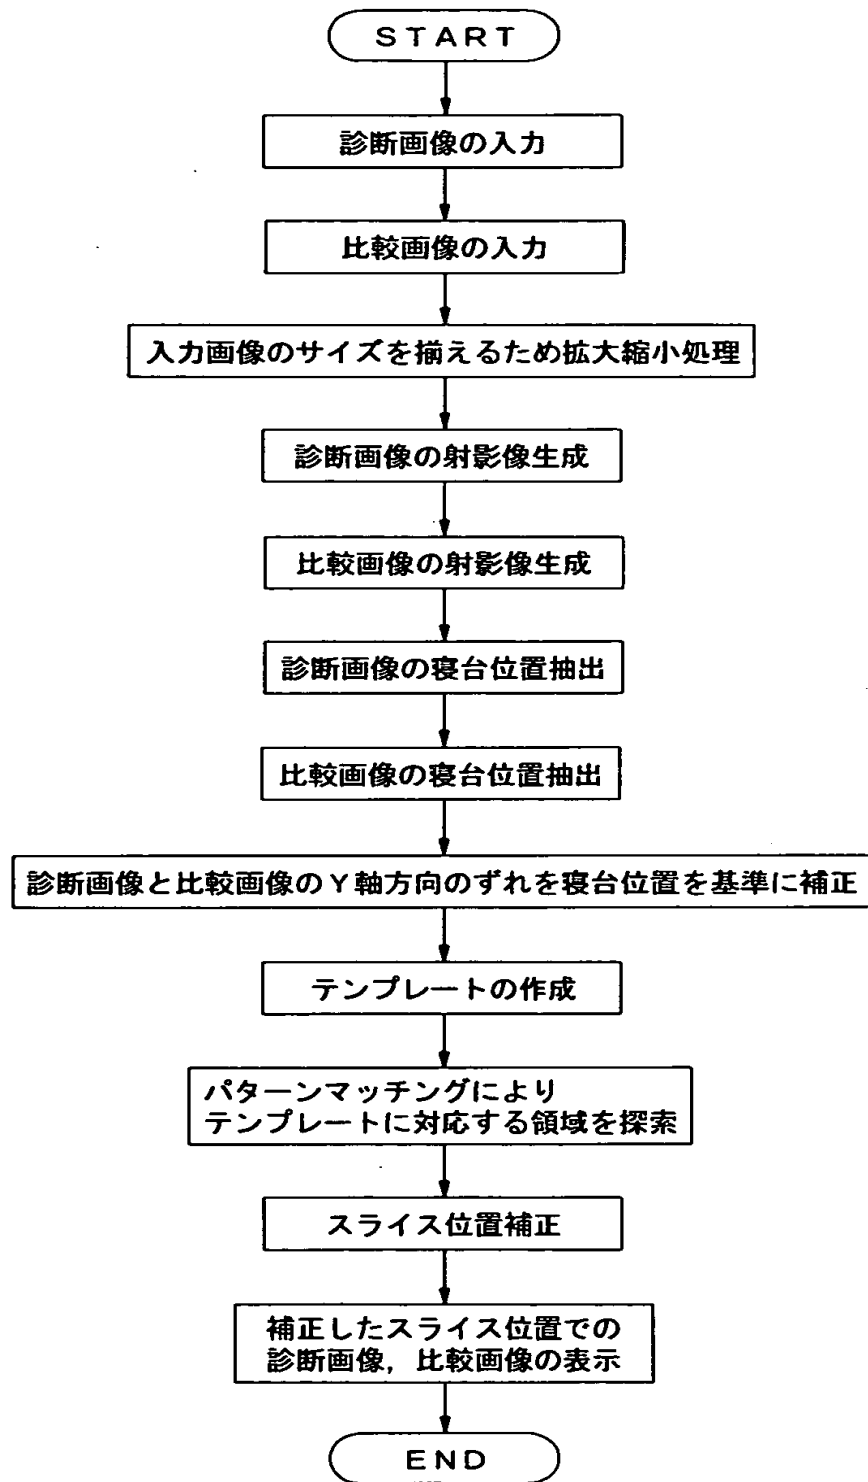 START
診断画像の入力
比較画像の入力
入力画像のサイズを揃えるため拡大縮小処理
診断画像の射影像生成
比較画像の射影像生成
診断画像の寝台位置抽出
比較画像の寝台位置抽出
診断画像と比較画像のY軸方向のずれを寝台位置を基準に補正
テンプレートの作成
パターンマッチングにより
テンプレートに対応する領域を探索
スライス位置補正
補正したスライス位置での
診断画像，比較画像の表示
END